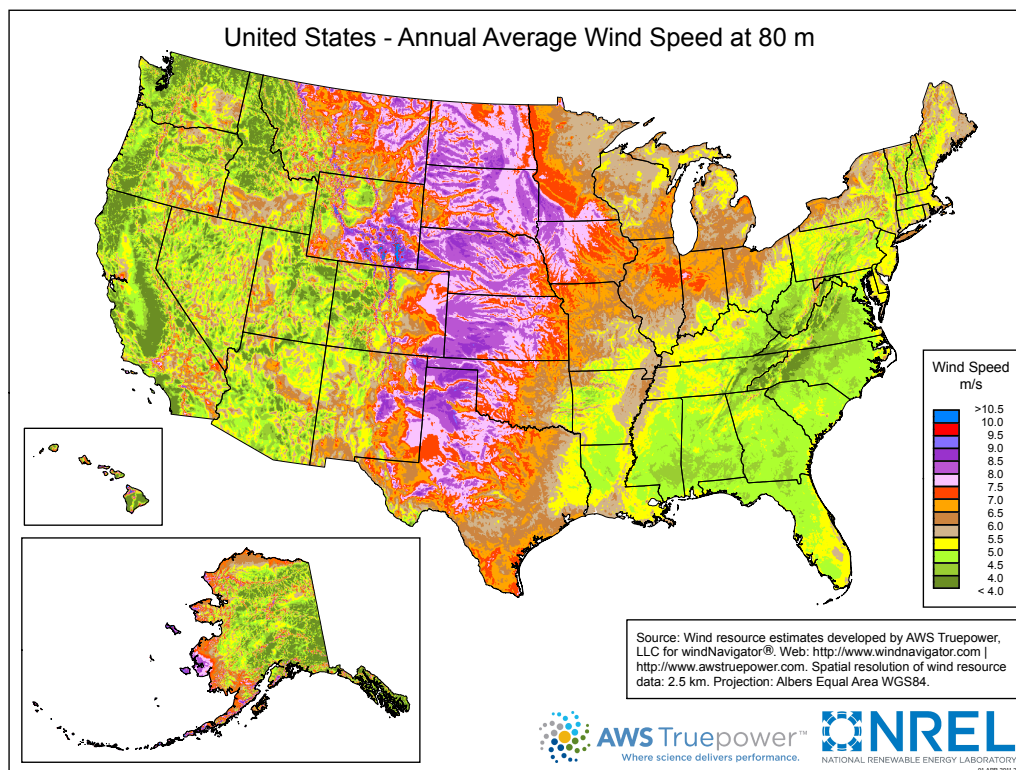 United States - Annual Average Wind Speed at 80 m
Wind Speed
m/s
>10.5
10.0
9.5
9.0
8.5
8.0
7.5
7.0
6.5
6.0
5.5
5.0
4.5
4.0
< 4.0
Source: Wind resource estimates developed by AWS Truepower,
LLC for windNavigator®. Web: http://www.windnavigator.com |
http://www.awstruepower.com. Spatial resolution of wind resource
data: 2.5 km. Projection: Albers Equal Area WGS84.
AWS Truepower™
Where science delivers performance.
NREL
NATIONAL RENEWABLE ENERGY LABORATORY